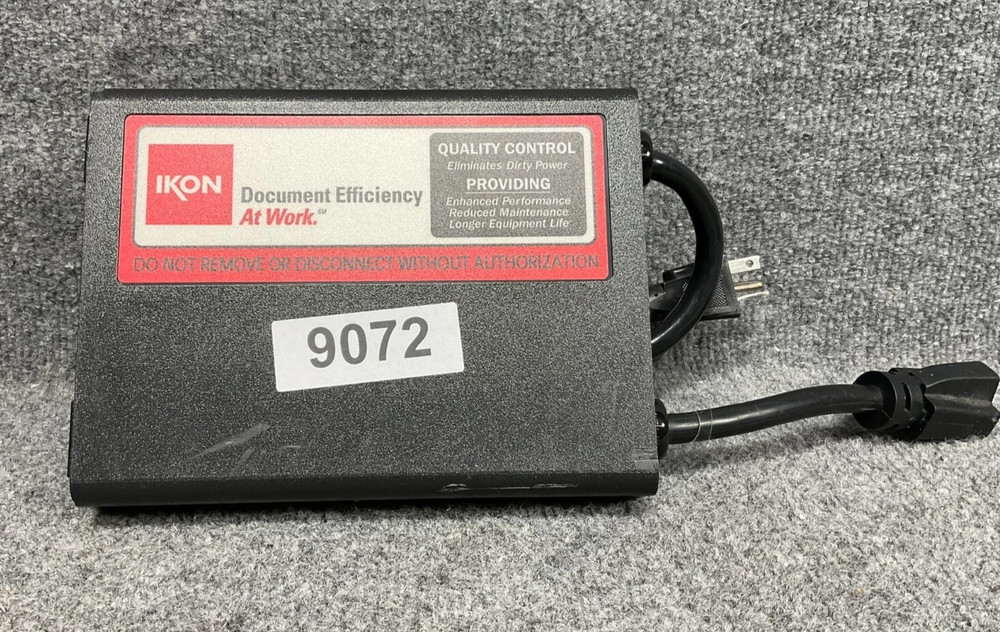 IKON
Document Efficiency
At Work.℠
QUALITY CONTROL
Eliminates Dirty Power
PROVIDING
Enhanced Performance
Reduced Maintenance
Longer Equipment Life
DO NOT REMOVE OR DISCONNECT WITHOUT AUTHORIZATION
9072